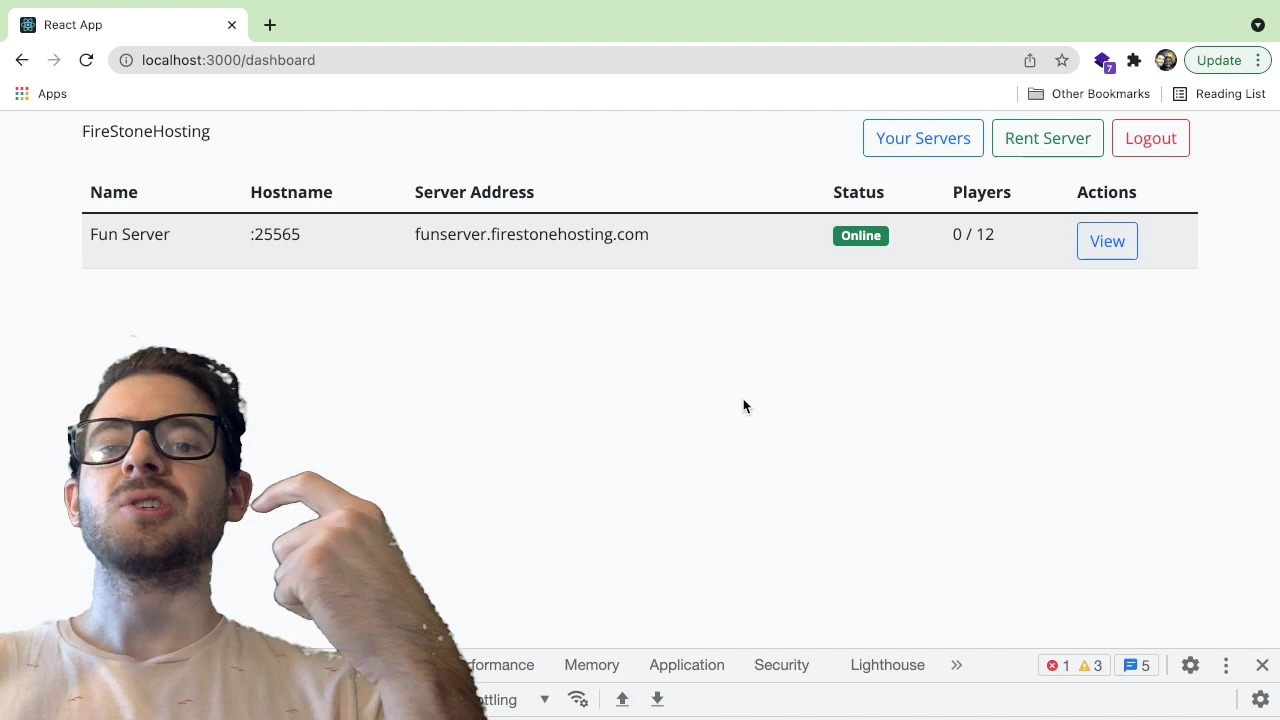 React App
localhost:3000/dashboard
7
Update
Apps
Other Bookmarks
Reading List
FireStoneHosting
Your Servers
Rent Server
Logout
Name Hostname Server Address Status Players Actions
Fun Server :25565 funserver.firestonehosting.com Online 0 / 12 View
Memory Application Security Lighthouse 1 3 5